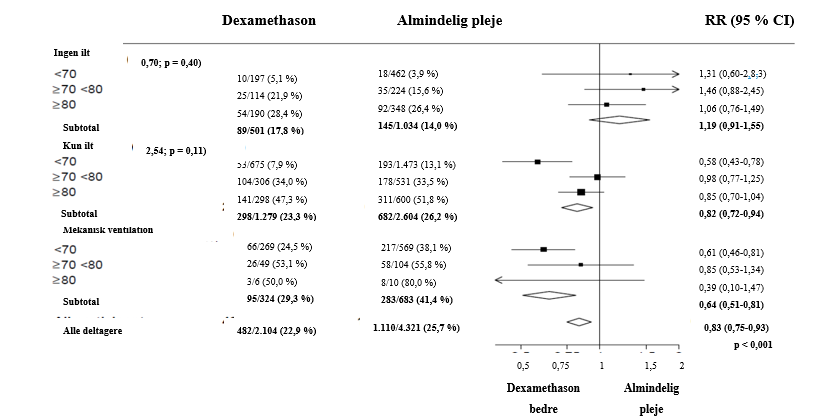 Dexamethason Almindelig pleje RR (95 % CI)
Ingen ilt
0,70; p = 0,40)
<70 10/197 (5,1 %) 18/462 (3,9 %) 1,31 (0,60-2,83)
≥70 <80 25/114 (21,9 %) 35/224 (15,6 %) 1,46 (0,88-2,45)
≥80 54/190 (28,4 %) 92/348 (26,4 %) 1,06 (0,76-1,49)
Subtotal 89/501 (17,8 %) 145/1.034 (14,0 %) 1,19 (0,91-1,55)
Kun ilt
2,54; p = 0,11)
<70 53/675 (7,9 %) 193/1.473 (13,1 %) 0,58 (0,43-0,78)
≥70 <80 104/306 (34,0 %) 178/531 (33,5 %) 0,98 (0,77-1,25)
≥80 141/298 (47,3 %) 311/600 (51,8 %) 0,85 (0,70-1,04)
Subtotal 298/1.279 (23,3 %) 682/2.604 (26,2 %) 0,82 (0,72-0,94)
Mekanisk ventilation
<70 66/269 (24,5 %) 217/569 (38,1 %) 0,61 (0,46-0,81)
≥70 <80 26/49 (53,1 %) 58/104 (55,8 %) 0,85 (0,53-1,34)
≥80 3/6 (50,0 %) 8/10 (80,0 %) 0,39 (0,10-1,47)
Subtotal 95/324 (29,3 %) 283/683 (41,4 %) 0,64 (0,51-0,81)
Alle deltagere 482/2.104 (22,9 %) 1.110/4.321 (25,7 %) 0,83 (0,75-0,93)
p < 0,001
0,5 0,75 1 1,5 2
Dexamethason Almindelig
bedre pleje